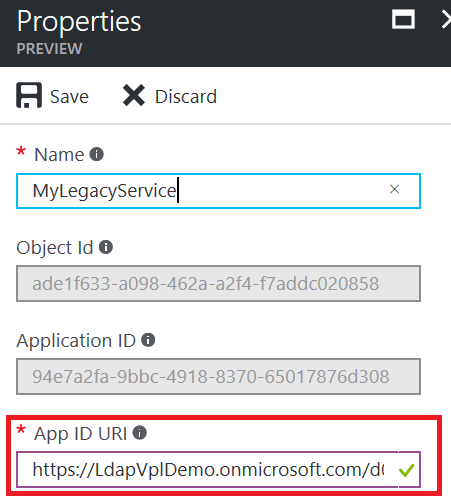 Properties
PREVIEW
Save Discard
* Name
MyLegacyService
Object Id
ade1f633-a098-462a-a2f4-f7addc020858
Application ID
94e7a2fa-9bbc-4918-8370-65017876d308
* App ID URI
https://LdapVplDemo.onmicrosoft.com/d